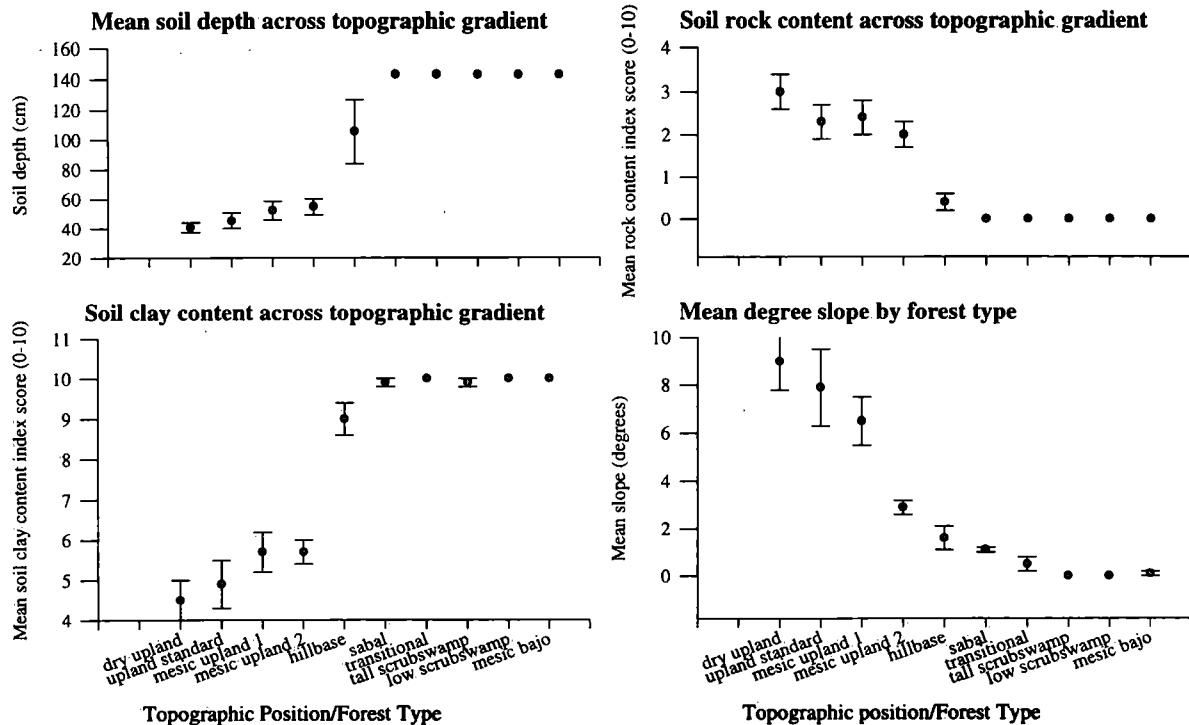 Mean soil depth across topographic gradient
160
140
120
100
80
60
40
20
Soil depth (cm)
Soil rock content across topographic gradient
4
3
2
1
0
Mean rock content index score (0-10)
Soil clay content across topographic gradient
11
10
9
8
7
6
5
4
Mean soil clay content index score (0-10)
dry upland
upland standard
mesic upland 1
mesic upland 2
hillbase
sabal
transitional
tall scrubswamp
low scrubswamp
mesic bajo
Topographic Position/Forest Type
Mean degree slope by forest type
10
8
6
4
2
0
Mean slope (degrees)
dry upland
upland standard
mesic upland 1
mesic upland 2
hillbase
sabal
transitional
tall scrubswamp
low scrubswamp
mesic bajo
Topographic position/Forest Type